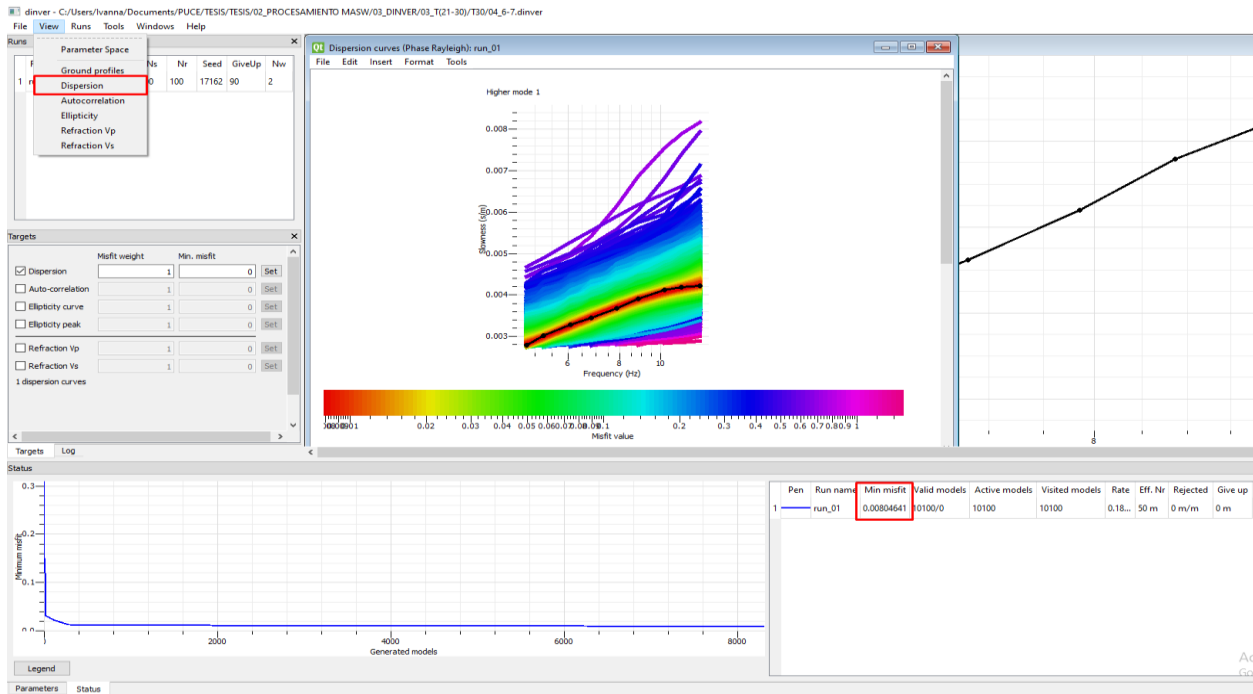 dinver - C:/Users/Ivanna/Documents/PUCE/TESIS/TESIS/02_PROCESAMIENTO MASW/03_DINVER/03_T(21-30)/T30/04_6-7.dinver
File View Runs Tools Windows Help
Runs
Parameter Space
Ground profiles
Dispersion
Autocorrelation
Ellipticity
Refraction Vp
Refraction Vs
Ns Nr Seed GiveUp Nw
1 100 17162 90 2
Dispersion curves (Phase Rayleigh): run_01
File Edit Insert Format Tools
Higher mode 1
Slowness (s/m)
0.008
0.007
0.006
0.005
0.004
0.003
6 8 10
Frequency (Hz)
0.02 0.03 0.04 0.05 0.06 0.1 0.2 0.3 0.4 0.5 0.6 0.7 0.8 0.9 1
Misfit value
8
Targets
Misfit weight Min. misfit
Dispersion 1 0 Set
Auto-correlation 1 0 Set
Ellipticity curve 1 0 Set
Ellipticity peak 1 0 Set
Refraction Vp 1 0 Set
Refraction Vs 1 0 Set
1 dispersion curves
Targets Log
Status
Minimum misfit
0.3
0.2
0.1
0.0
2000 4000 6000 8000
Generated models
Legend
Pen Run name Min misfit Valid models Active models Visited models Rate Eff. Nr Rejected Give up
1 run_01 0.00804641 10100/0 10100 10100 0.18... 50 m 0 m/m 0 m
Parameters Status